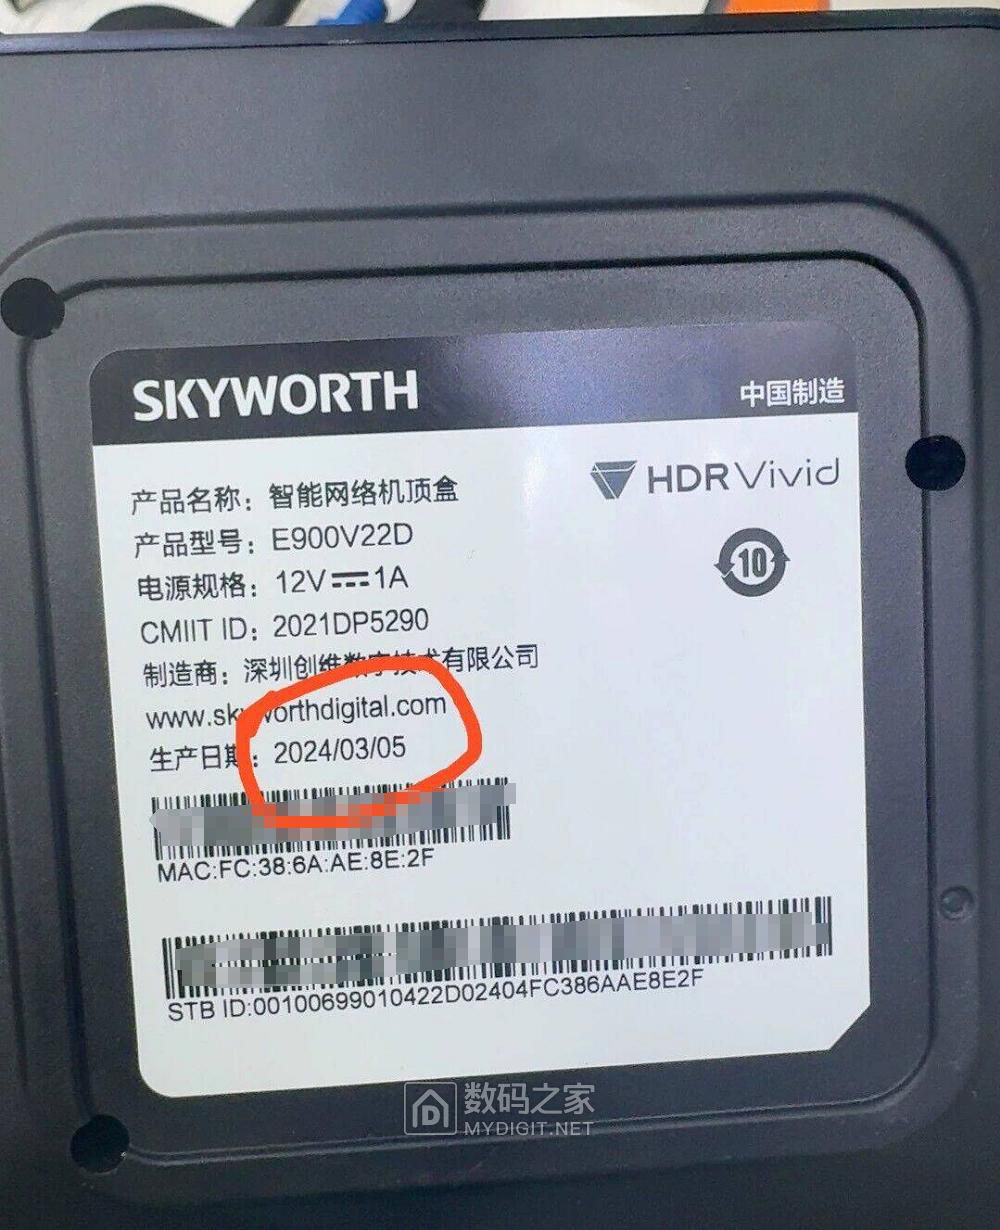 SKYWORTH
中国制造
HDR Vivid
产品名称：智能网络机顶盒
产品型号：E900V22D
10
电源规格：12V⎓1A
CMIIT ID：2021DP5290
制造商：深圳创维数字技术有限公司
www.skyworthdigital.com
生产日期：2024/03/05
MAC:FC:38:6A:AE:8E:2F
STB ID:00100699010422D02404FC386AAE8E2F
数码之家
MYDIGIT.NET